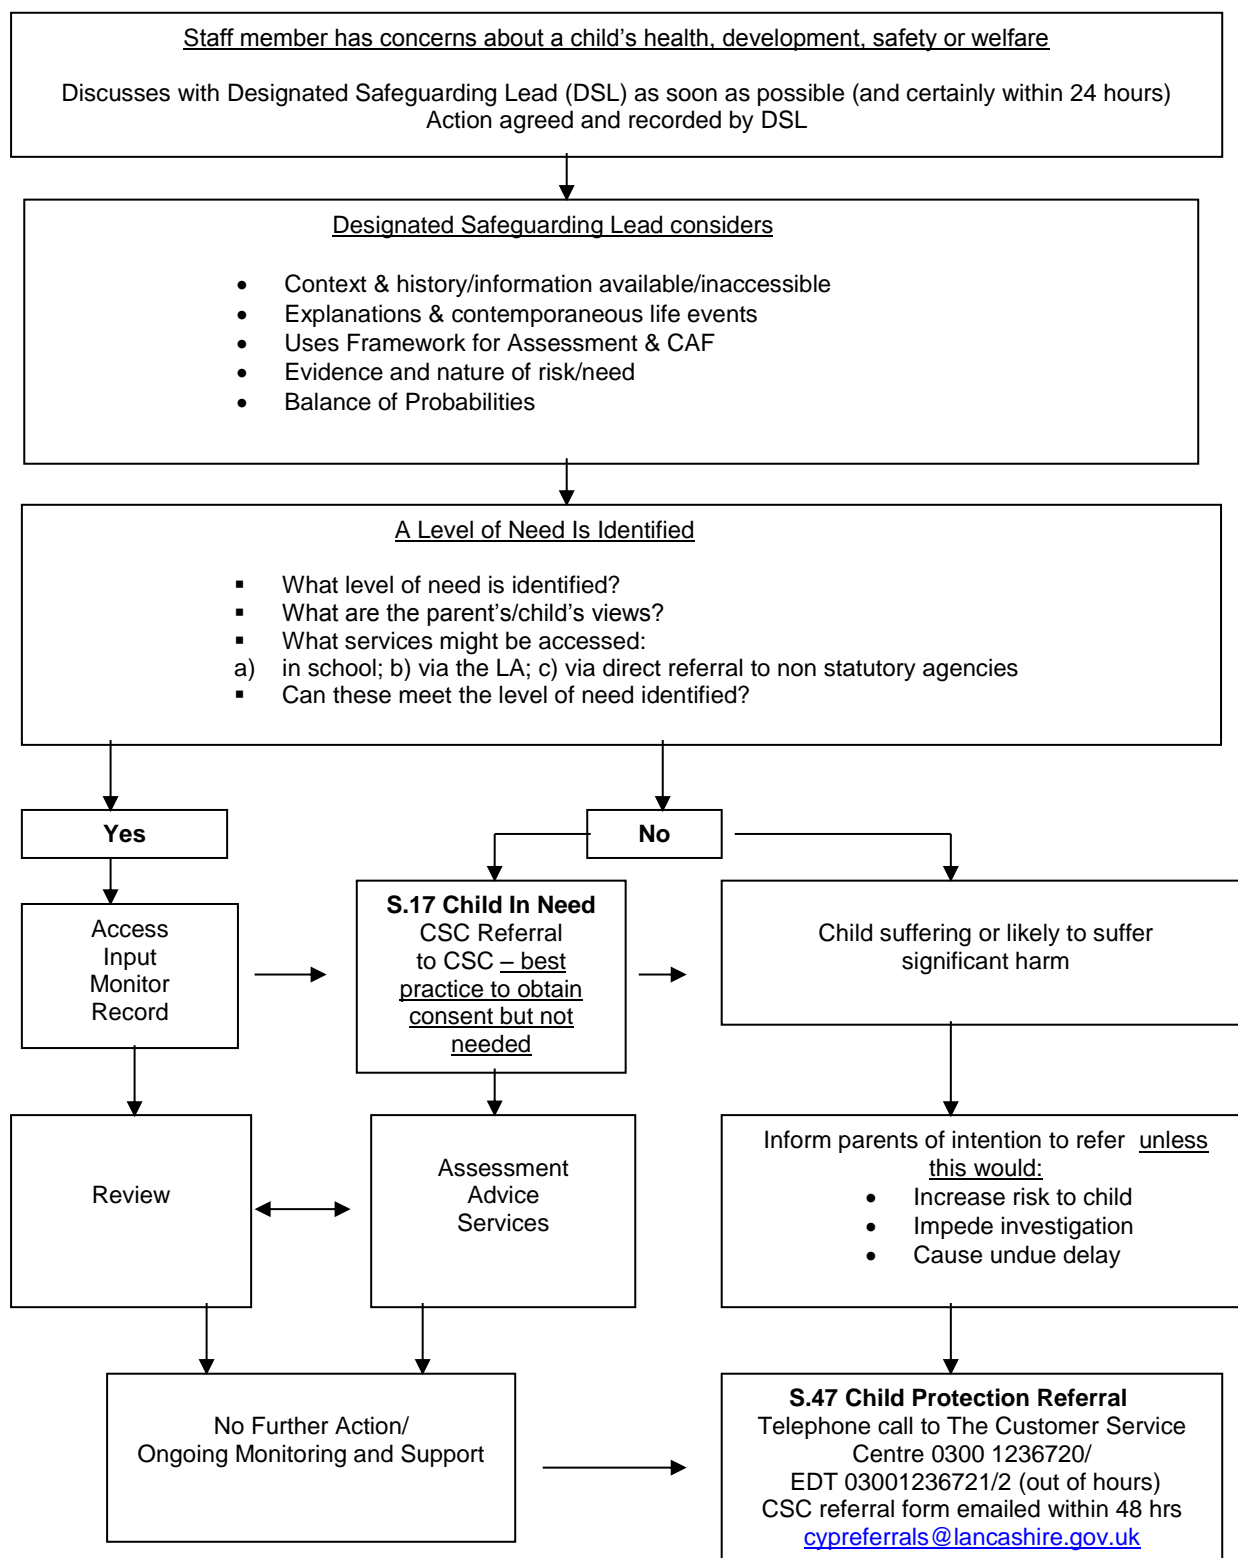 Staff member has concerns about a child's health, development, safety or welfare
Discusses with Designated Safeguarding Lead (DSL) as soon as possible (and certainly within 24 hours)
Action agreed and recorded by DSL
Designated Safeguarding Lead considers
• Context & history/information available/inaccessible
• Explanations & contemporaneous life events
• Uses Framework for Assessment & CAF
• Evidence and nature of risk/need
• Balance of Probabilities
A Level of Need Is Identified
▪ What level of need is identified?
▪ What are the parent's/child's views?
▪ What services might be accessed:
a) in school; b) via the LA; c) via direct referral to non statutory agencies
▪ Can these meet the level of need identified?
Yes
No
Access
Input
Monitor
Record
S.17 Child In Need
CSC Referral
to CSC – best
practice to obtain
consent but not
needed
Child suffering or likely to suffer
significant harm
Review
Assessment
Advice
Services
Inform parents of intention to refer unless
this would:
• Increase risk to child
• Impede investigation
• Cause undue delay
No Further Action/
Ongoing Monitoring and Support
S.47 Child Protection Referral
Telephone call to The Customer Service
Centre 0300 1236720/
EDT 03001236721/2 (out of hours)
CSC referral form emailed within 48 hrs
cypreferrals@lancashire.gov.uk